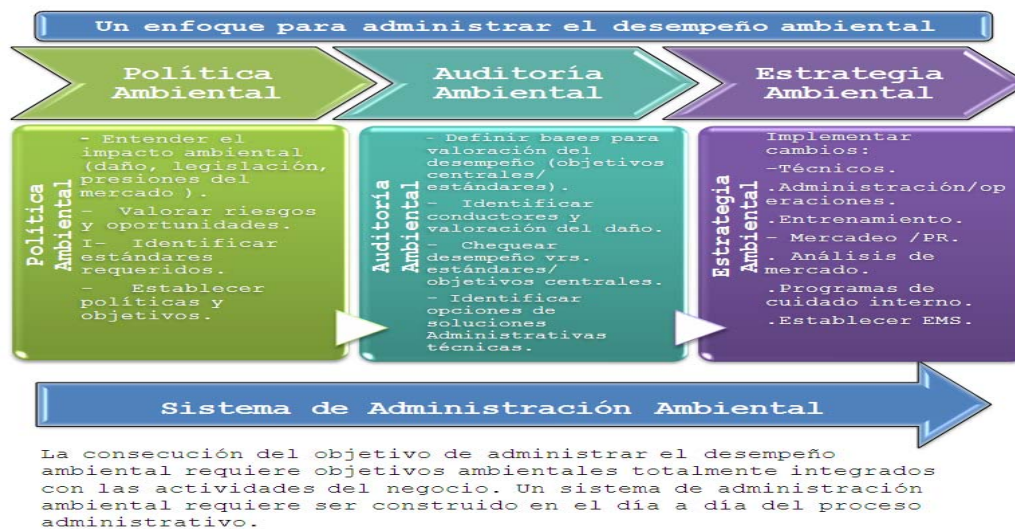 Un enfoque para administrar el desempeño ambiental
Política
Ambiental
Auditoría
Ambiental
Estrategia
Ambiental
Política
Ambiental
- Entender el
impacto ambiental
(daño, legislación,
presiones del
mercado ).
- Valorar riesgos
y oportunidades.
I- Identificar
estándares
requeridos.
- Establecer
políticas y
objetivos.
Auditoría
Ambiental
- Definir bases para
valoración del
desempeño (objetivos
centrales/
estándares).
- Identificar
conductores y
valoración del daño.
- Chequear
desempeño vrs.
estándares/
objetivos centrales.
- Identificar
opciones de
soluciones
Administrativas
técnicas.
Estrategia
Ambiental
Implementar
cambios:
-Técnicos.
.Administración/op
eraciones.
.Entrenamiento.
- Mercadeo /PR.
. Análisis de
mercado.
.Programas de
cuidado interno.
.Establecer EMS.
Sistema de Administración Ambiental
La consecución del objetivo de administrar el desempeño
ambiental requiere objetivos ambientales totalmente integrados
con las actividades del negocio. Un sistema de administración
ambiental requiere ser construido en el día a día del proceso
administrativo.